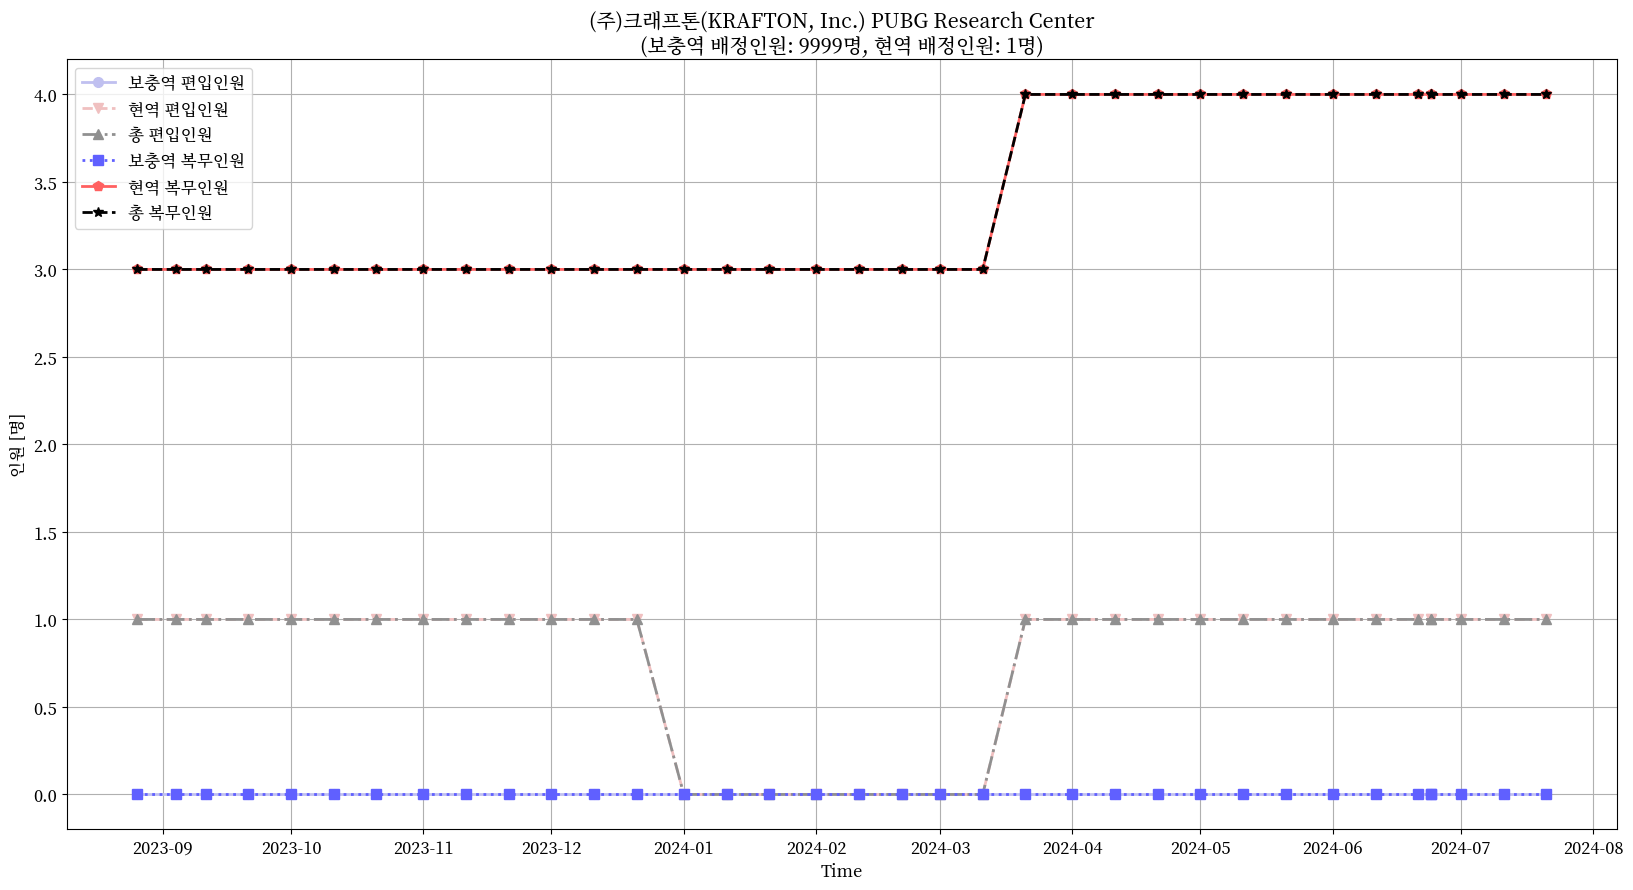 (주)크래프톤(KRAFTON, Inc.) PUBG Research Center
(보충역 배정인원: 9999명, 현역 배정인원: 1명)
보충역 편입인원
현역 편입인원
총 편입인원
보충역 복무인원
현역 복무인원
총 복무인원
인원 [명]
4.0
3.5
3.0
2.5
2.0
1.5
1.0
0.5
0.0
2023-09 2023-10 2023-11 2023-12 2024-01 2024-02 2024-03 2024-04 2024-05 2024-06 2024-07 2024-08
Time